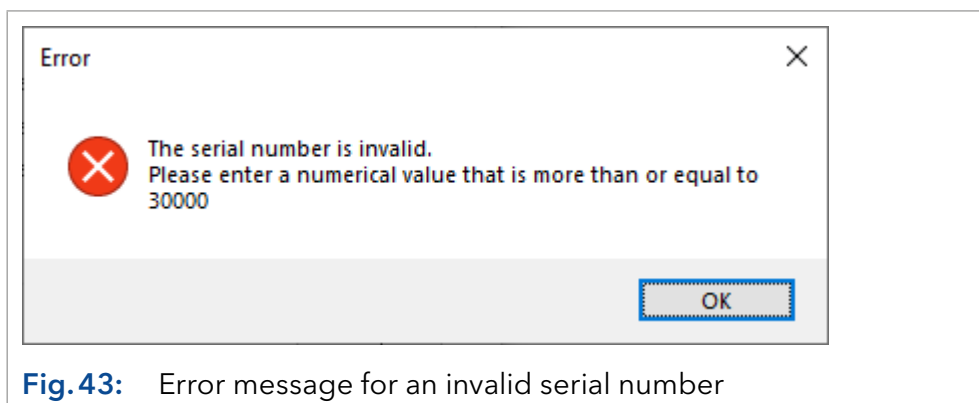 Error
The serial number is invalid.
Please enter a numerical value that is more than or equal to
30000
OK
Fig. 43: Error message for an invalid serial number